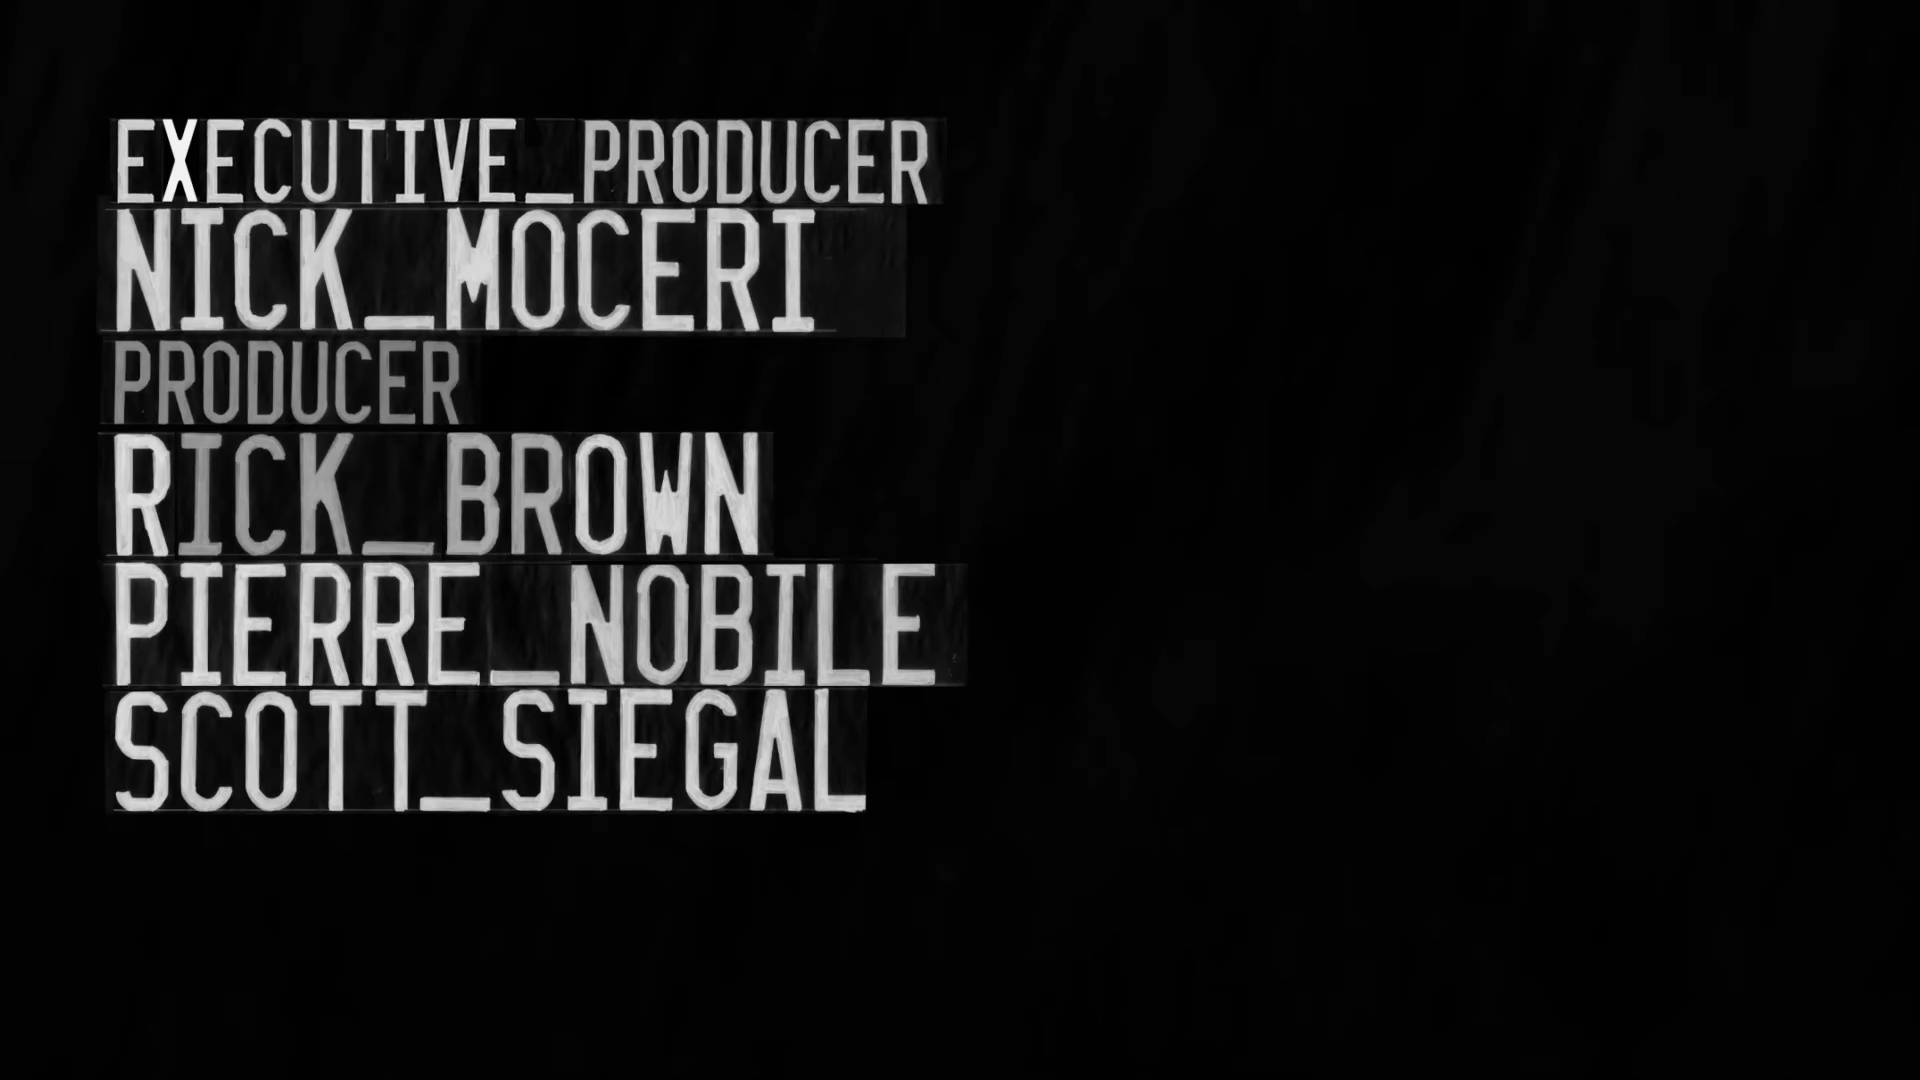 EXECUTIVE_PRODUCER
NICK_MOCERI
PRODUCER
RICK_BROWN
PIERRE_NOBILE
SCOTT_SIEGAL